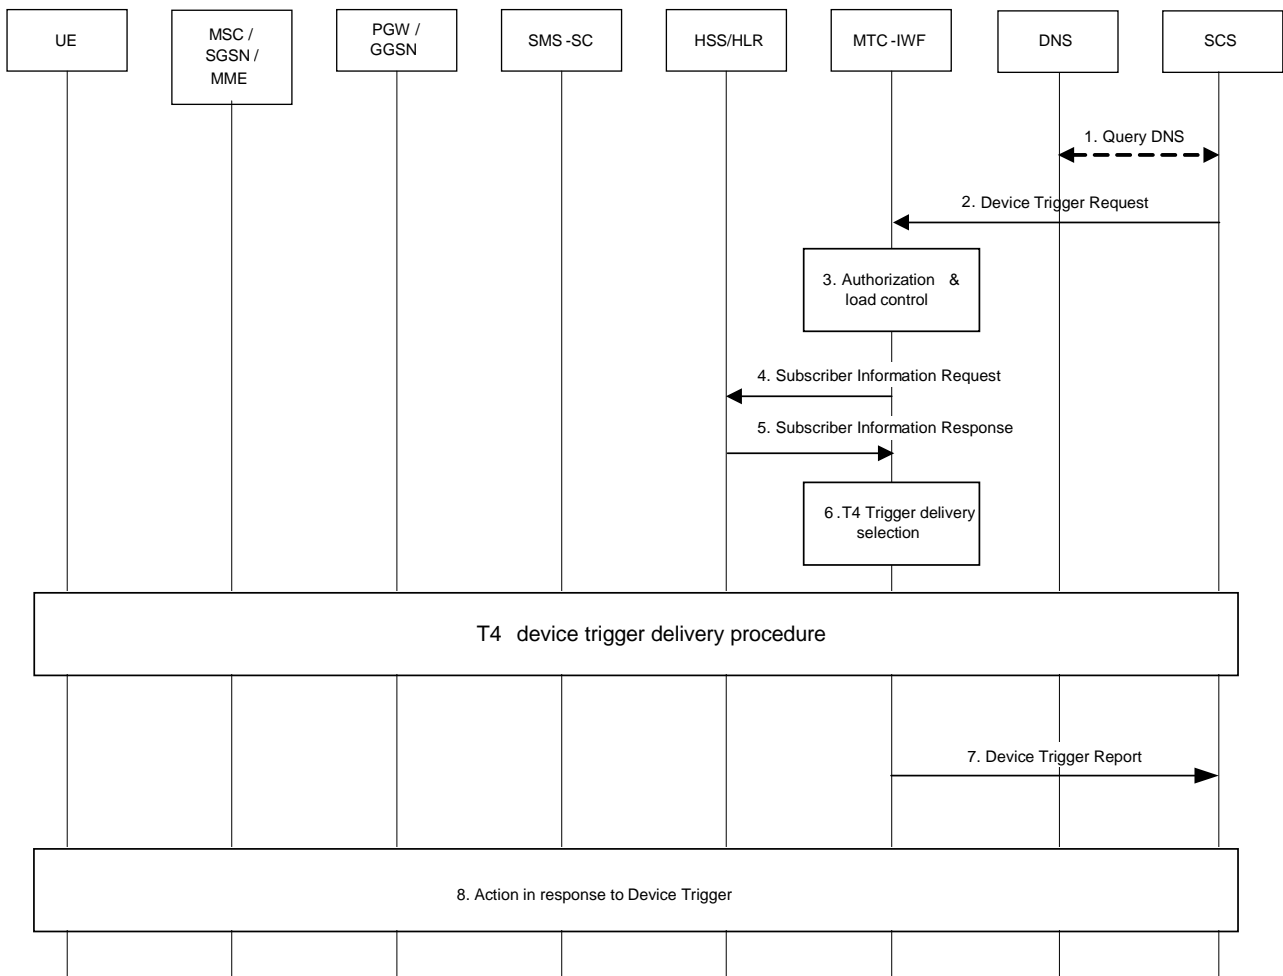 UE
MSC /
SGSN /
MME
PGW /
GGSN
SMS-SC
HSS/HLR
MTC-IWF
DNS
SCS
1. Query DNS
2. Device Trigger Request
3. Authorization &
load control
4. Subscriber Information Request
5. Subscriber Information Response
6.T4 Trigger delivery
selection
T4 device trigger delivery procedure
7. Device Trigger Report
8. Action in response to Device Trigger